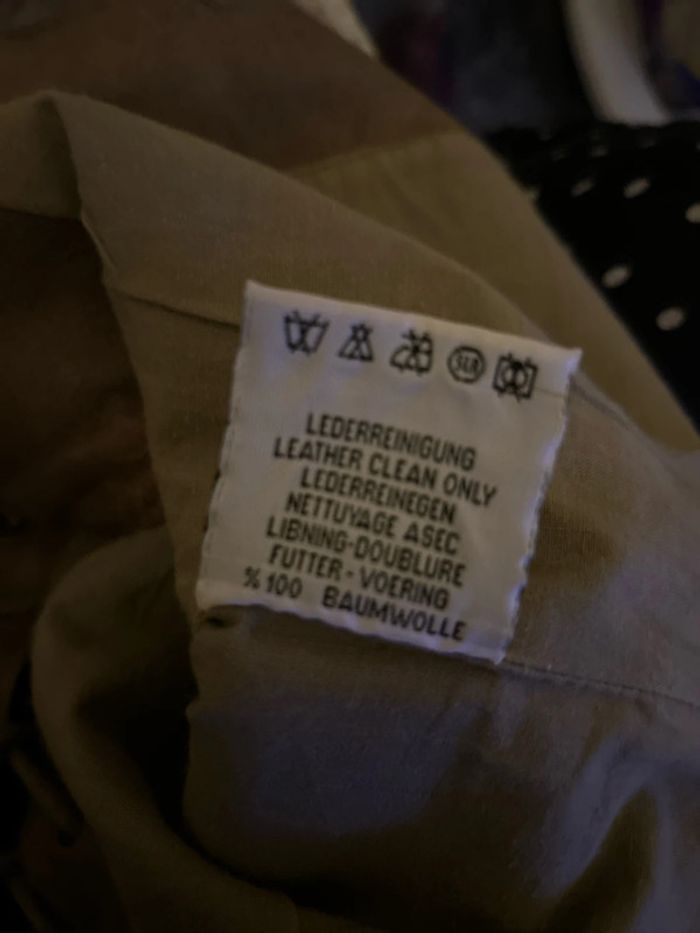 LEDERREINIGUNG
LEATHER CLEAN ONLY
LEDERREINEGEN
NETTUYAGE ASEC
LIBNING-DOUBLURE
FUTTER - VOERING
% 100 BAUMWOLLE